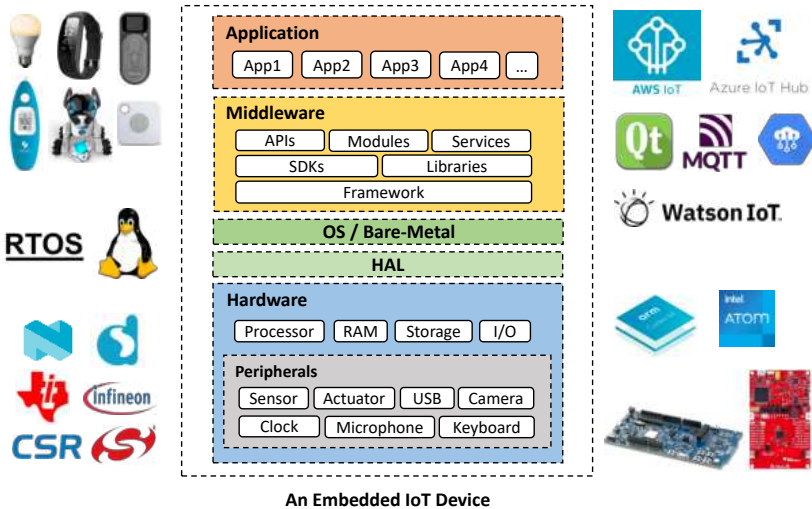 Application
App1 App2 App3 App4 ...
Middleware
APIs Modules Services
SDKs Libraries
Framework
OS / Bare-Metal
HAL
Hardware
Processor RAM Storage I/O
Peripherals
Sensor Actuator USB Camera
Clock Microphone Keyboard
An Embedded IoT Device
RTOS
infineon
CSR
AWS IoT
Azure IoT Hub
Qt
MQTT
Watson IoT
arm
intel
ATOM